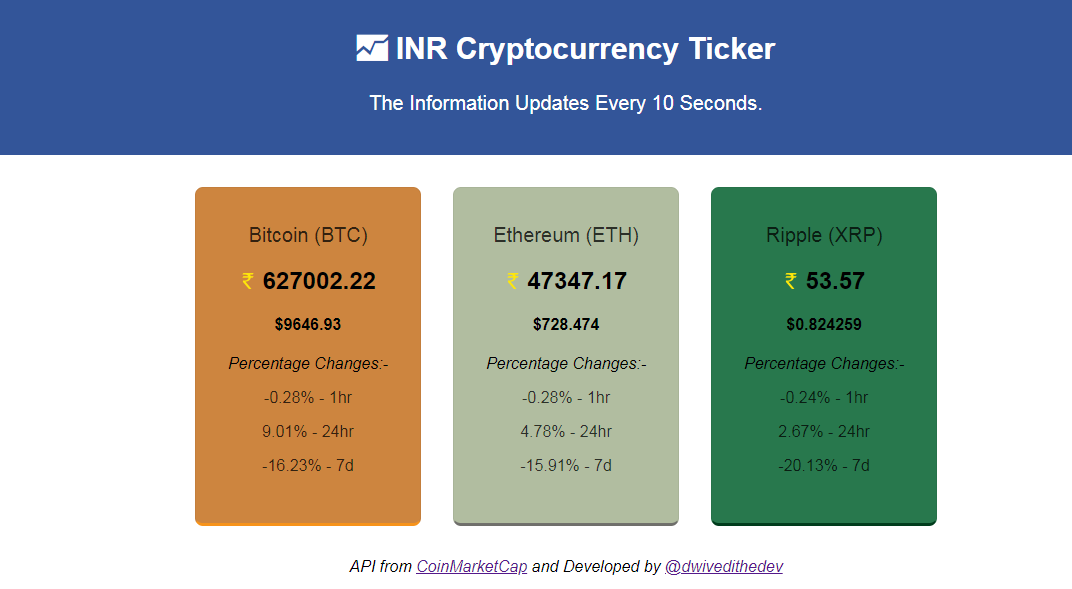 INR Cryptocurrency Ticker
The Information Updates Every 10 Seconds.
Bitcoin (BTC)
₹ 627002.22
$9646.93
Percentage Changes:-
-0.28% - 1hr
9.01% - 24hr
-16.23% - 7d
Ethereum (ETH)
₹ 47347.17
$728.474
Percentage Changes:-
-0.28% - 1hr
4.78% - 24hr
-15.91% - 7d
Ripple (XRP)
₹ 53.57
$0.824259
Percentage Changes:-
-0.24% - 1hr
2.67% - 24hr
-20.13% - 7d
API from CoinMarketCap and Developed by @dwivedithedev